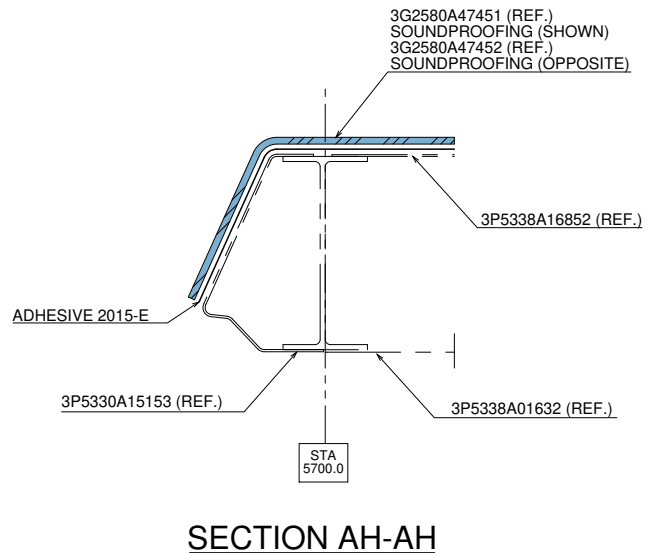 3G2580A47451 (REF.)
SOUNDPROOFING (SHOWN)
3G2580A47452 (REF.)
SOUNDPROOFING (OPPOSITE)
3P5338A16852 (REF.)
ADHESIVE 2015-E
3P5330A15153 (REF.)
3P5338A01632 (REF.)
STA
5700.0
SECTION AH-AH